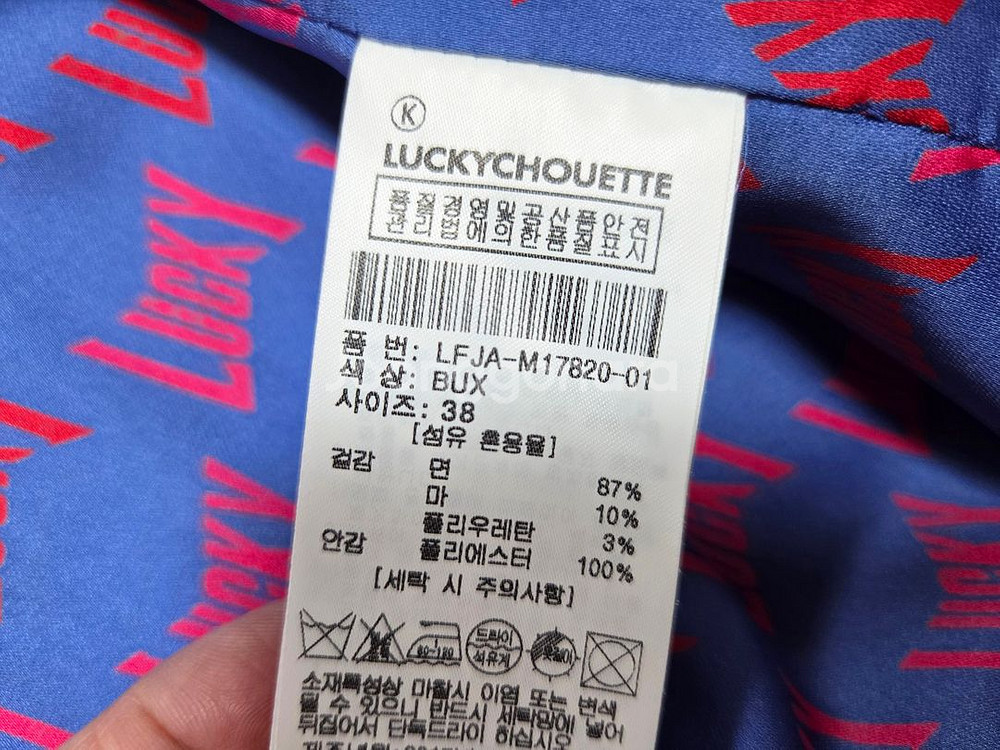 K
LUCKYCHOUETTE
품질경영및공산품안전
관리법에의한품질표시
품 번: LFJA-M17820-01
색 상: BUX
사이즈: 38
[섬유 혼용율]
겉감 면 87%
마 10%
폴리우레탄 3%
안감 폴리에스터 100%
[세탁 시 주의사항]
80-120
드라이
석유계
소재특성상 마찰시 이염 또는 변색
될 수 있으니 반드시 세탁망에 넣어
뒤집어서 단독드라이 하십시오
LUCKY
LUCKY